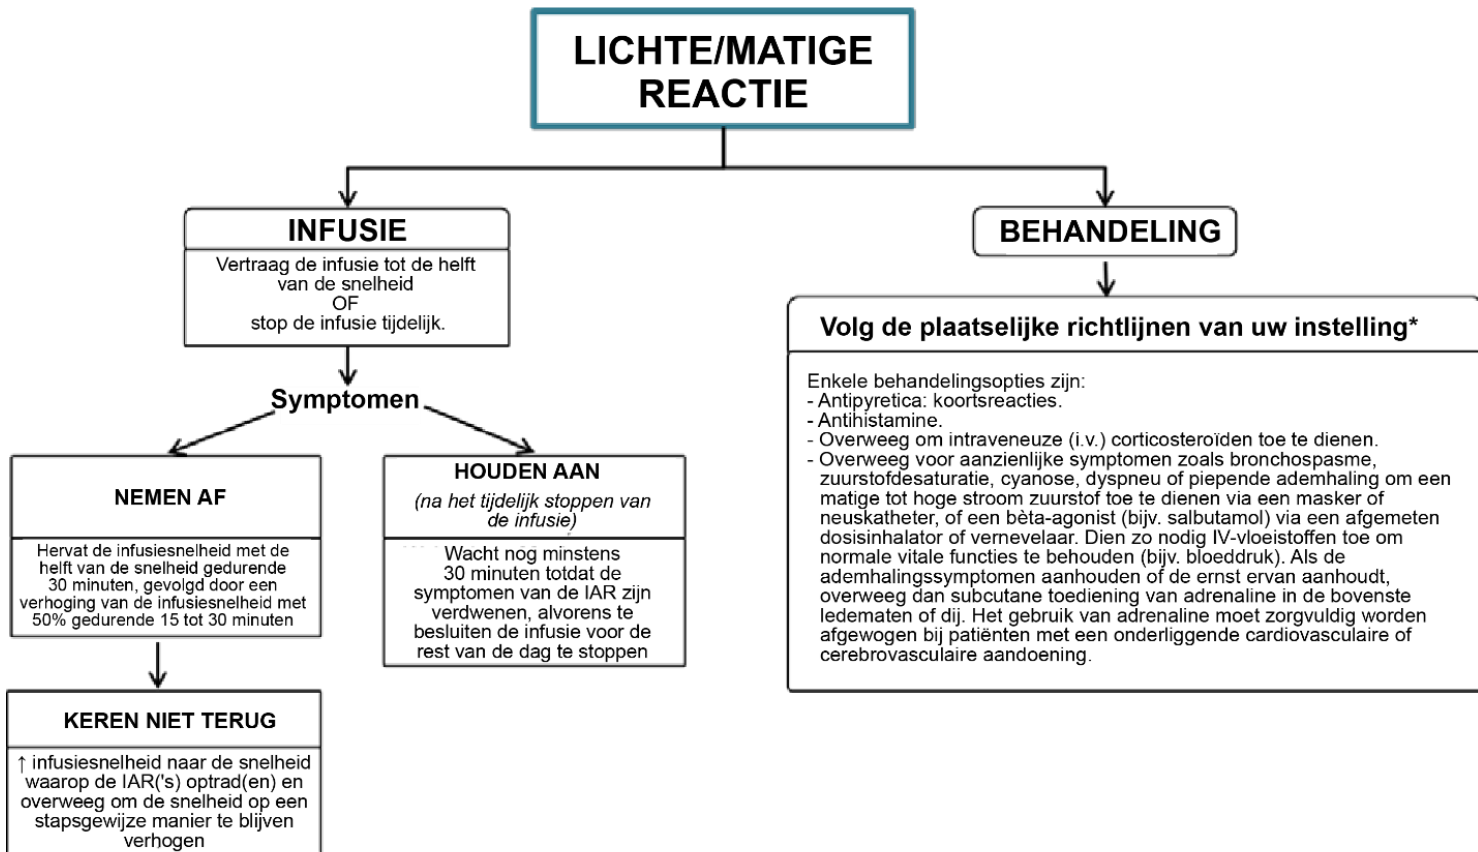 LICHTE/MATIGE
REACTIE
INFUSIE
Vertraag de infusie tot de helft
van de snelheid
OF
stop de infusie tijdelijk.
Symptomen
NEMEN AF
Hervat de infusiesnelheid met de
helft van de snelheid gedurende
30 minuten, gevolgd door een
verhoging van de infusiesnelheid met
50% gedurende 15 tot 30 minuten
KEREN NIET TERUG
↑ infusiesnelheid naar de snelheid
waarop de IAR('s) optrad(en) en
overweeg om de snelheid op een
stapsgewijze manier te blijven
verhogen
HOUDEN AAN
(na het tijdelijk stoppen van
de infusie)
Wacht nog minstens
30 minuten totdat de
symptomen van de IAR zijn
verdwenen, alvorens te
besluiten de infusie voor de
rest van de dag te stoppen
BEHANDELING
Volg de plaatselijke richtlijnen van uw instelling*
Enkele behandelingsopties zijn:
- Antipyretica: koortsreacties.
- Antihistamine.
- Overweeg om intraveneuze (i.v.) corticosteroïden toe te dienen.
- Overweeg voor aanzienlijke symptomen zoals bronchospasme,
zuurstofdesaturatie, cyanose, dyspneu of piepende ademhaling om een
matige tot hoge stroom zuurstof toe te dienen via een masker of
neuskatheter, of een bèta-agonist (bijv. salbutamol) via een afgemeten
dosisinhalator of vernevelaar. Dien zo nodig IV-vloeistoffen toe om
normale vitale functies te behouden (bijv. bloeddruk). Als de
ademhalingssymptomen aanhouden of de ernst ervan aanhoudt,
overweeg dan subcutane toediening van adrenaline in de bovenste
ledematen of dij. Het gebruik van adrenaline moet zorgvuldig worden
afgewogen bij patiënten met een onderliggende cardiovasculaire of
cerebrovasculaire aandoening.